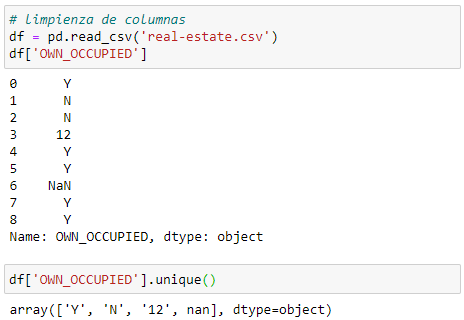 # limpienza de columnas
df = pd.read_csv('real-estate.csv')
df['OWN_OCCUPIED']
0 Y
1 N
2 N
3 12
4 Y
5 Y
6 NaN
7 Y
8 Y
Name: OWN_OCCUPIED, dtype: object
df['OWN_OCCUPIED'].unique()
array(['Y', 'N', '12', nan], dtype=object)